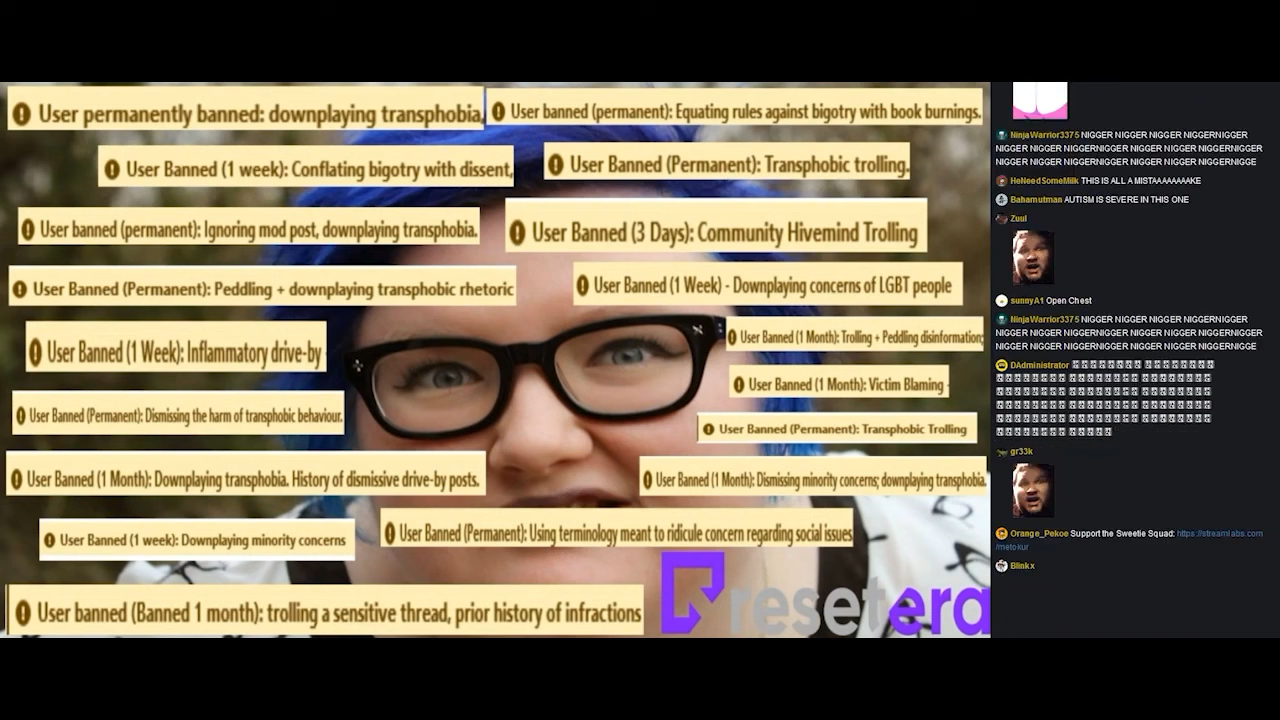 User permanently banned: downplaying transphobia,
User banned (permanent): Equating rules against bigotry with book burnings.
User Banned (1 week): Conflating bigotry with dissent,
User Banned (Permanent): Transphobic trolling.
User banned (permanent): Ignoring mod post, downplaying transphobia.
User Banned (3 Days): Community Hivemind Trolling
User Banned (Permanent): Peddling + downplaying transphobic rhetoric
User Banned (1 Week) - Downplaying concerns of LGBT people
User Banned (1 Week): Inflammatory drive-by
User Banned (1 Month): Trolling + Peddling disinformation;
User Banned (1 Month): Victim Blaming
User Banned (Permanent): Dismissing the harm of transphobic behaviour.
User Banned (Permanent): Transphobic Trolling
User Banned (1 Month): Downplaying transphobia. History of dismissive drive-by posts.
User Banned (1 Month): Dismissing minority concerns; downplaying transphobia.
User Banned (1 week): Downplaying minority concerns
User Banned (Permanent): Using terminology meant to ridicule concern regarding social issues
User banned (Banned 1 month): trolling a sensitive thread, prior history of infractions
resetera
NinjaWarrior3375 NIGGER NIGGER NIGGER NIGGERNIGGER
NIGGER NIGGER NIGGERNIGGER NIGGER NIGGER NIGGERNIGGER
NIGGER NIGGER NIGGERNIGGER NIGGER NIGGER NIGGERNIGGE
HeNeedSomeMilk THIS IS ALL A MISTAAAAAAAAKE
Bahamutman AUTISM IS SEVERE IN THIS ONE
Zuul
sunnyA1 Open Chest
NinjaWarrior3375 NIGGER NIGGER NIGGER NIGGERNIGGER
NIGGER NIGGER NIGGERNIGGER NIGGER NIGGER NIGGERNIGGER
NIGGER NIGGER NIGGERNIGGER NIGGER NIGGER NIGGERNIGGE
DAdministrator
gr33k
Orange_Pekoe Support the Sweetie Squad: https://streamlabs.com
/metokur
Blinkx